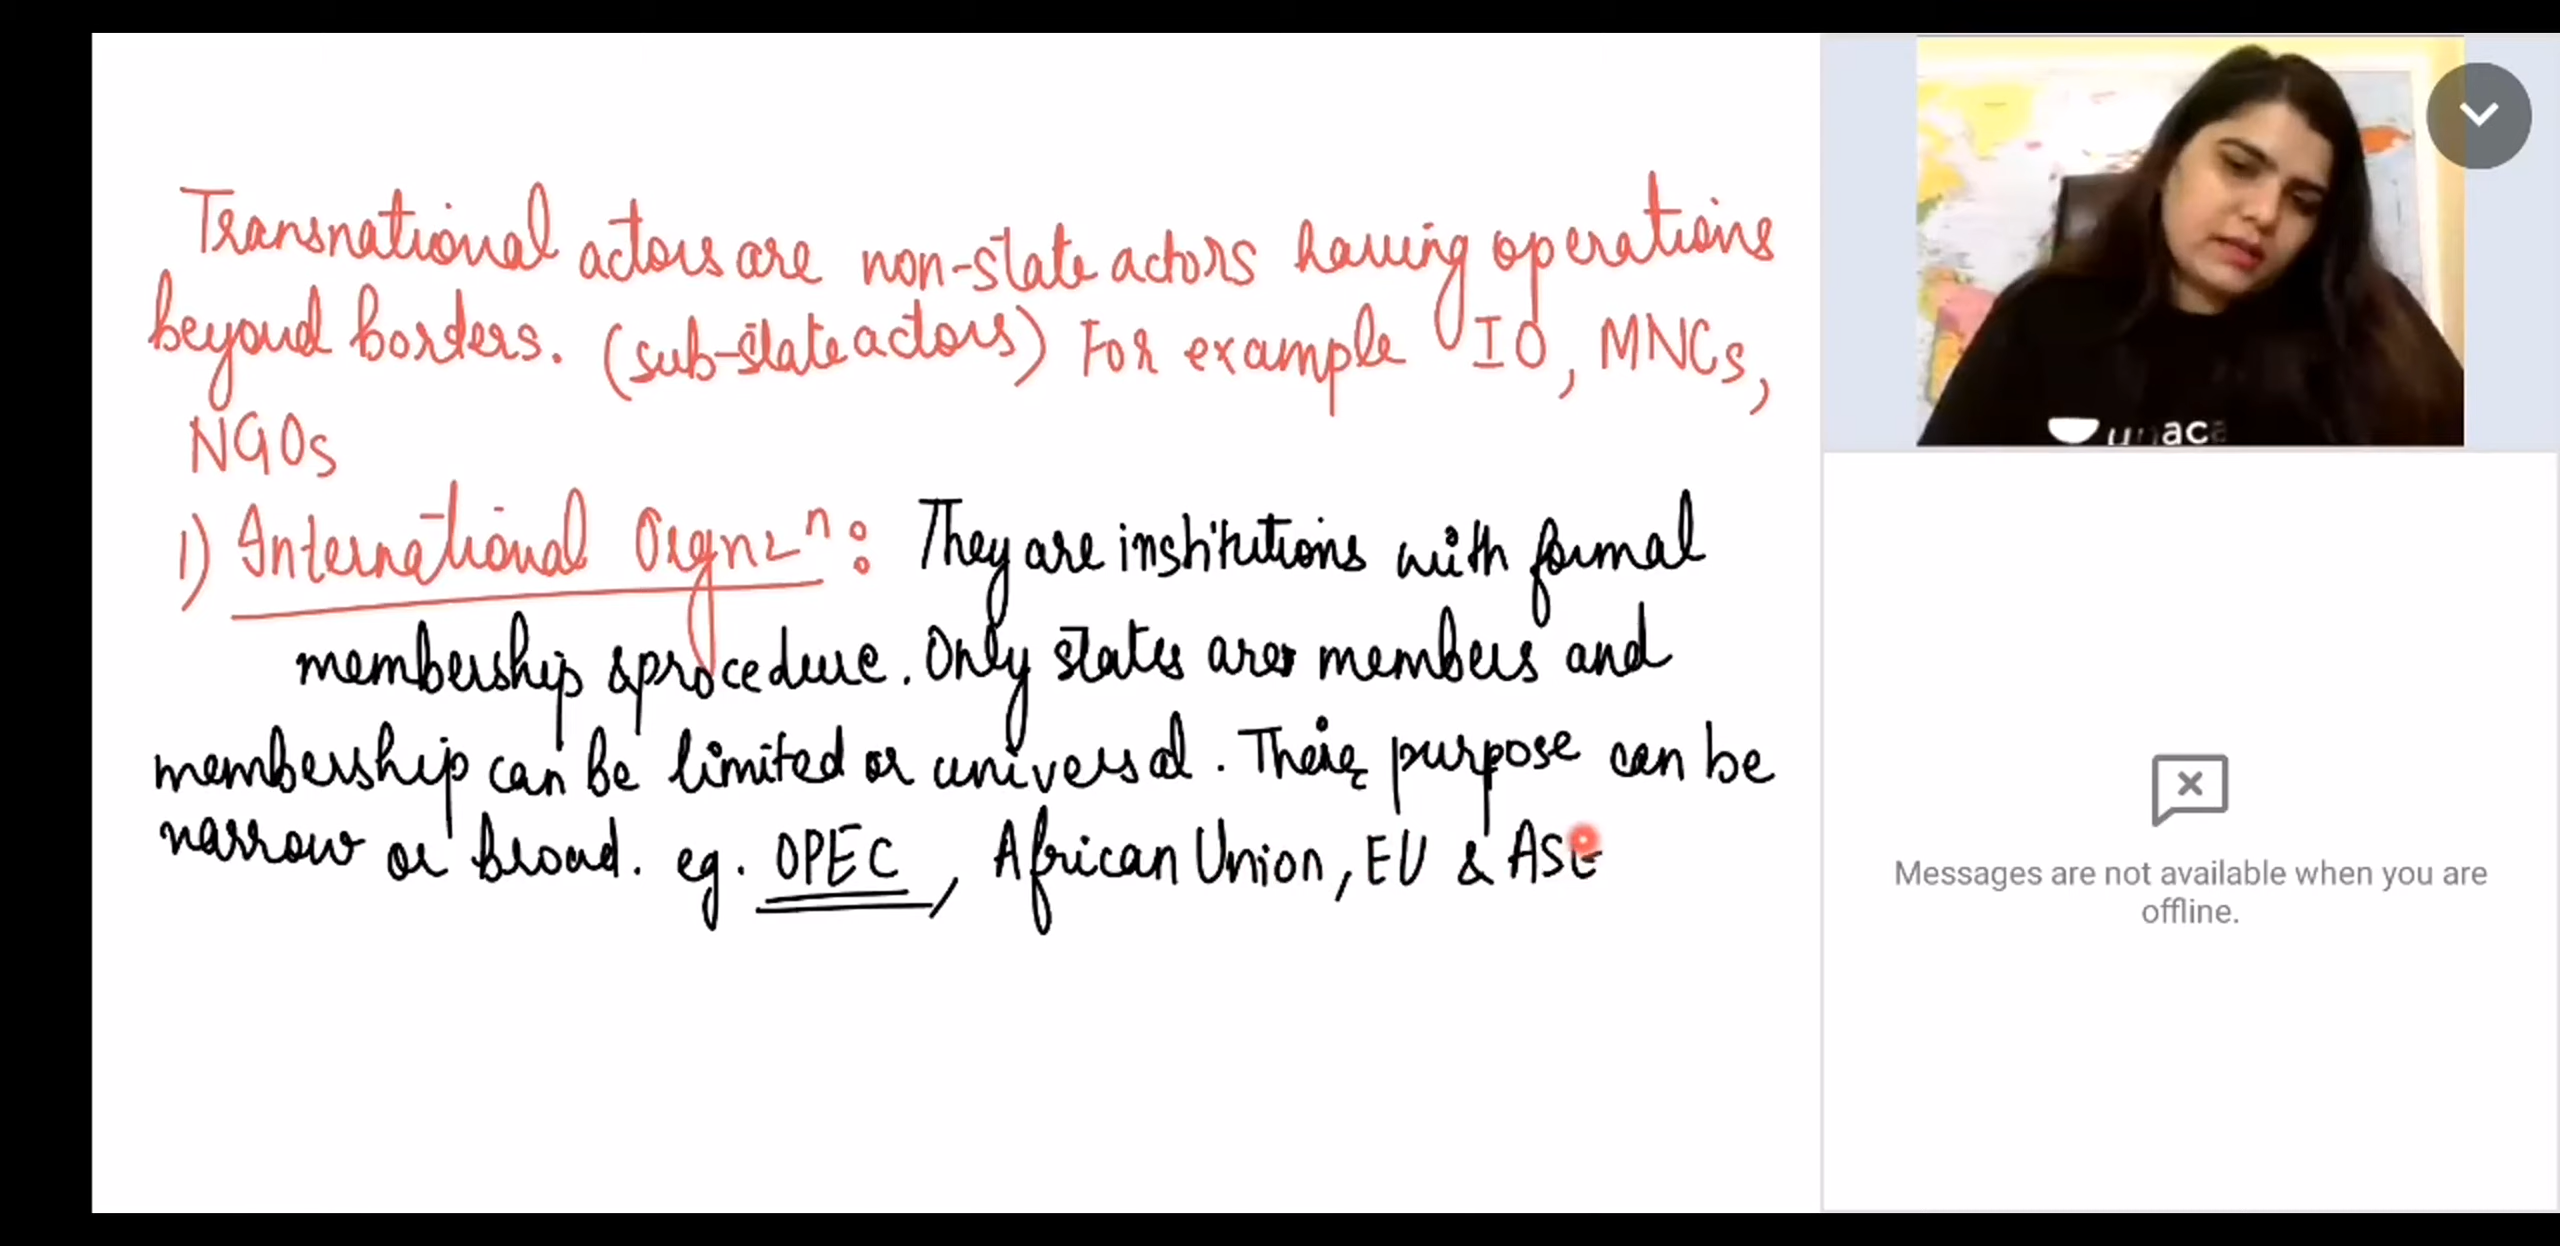 Transnational actors are non-state actors having operations
beyond borders. (sub-state actors) For example IO, MNCs,
NGOs
1) International Orgnzn: They are institutions with formal
membership & procedure. Only states are members and
membership can be limited or universal. Their purpose can be
narrow or broad. eg. OPEC, African Union, EU & ASE
Messages are not available when you are
offline.